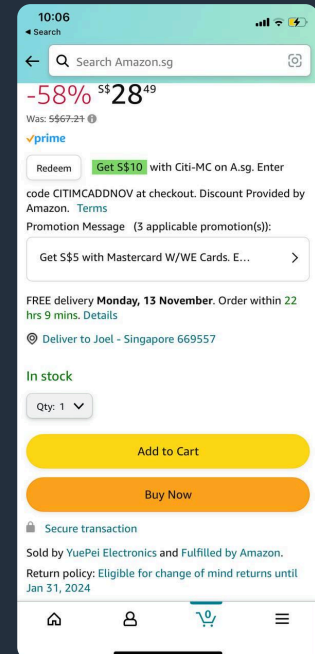 10:06
◄ Search
Search Amazon.sg
-58% S$28⁴⁹
Was: S$67.21
✓prime
Redeem Get S$10 with Citi-MC on A.sg. Enter
code CITIMCADDNOV at checkout. Discount Provided by
Amazon. Terms
Promotion Message (3 applicable promotion(s)):
Get S$5 with Mastercard W/WE Cards. E...
FREE delivery Monday, 13 November. Order within 22
hrs 9 mins. Details
Deliver to Joel - Singapore 669557
In stock
Qty: 1
Add to Cart
Buy Now
Secure transaction
Sold by YuePei Electronics and Fulfilled by Amazon.
Return policy: Eligible for change of mind returns until
Jan 31, 2024
0